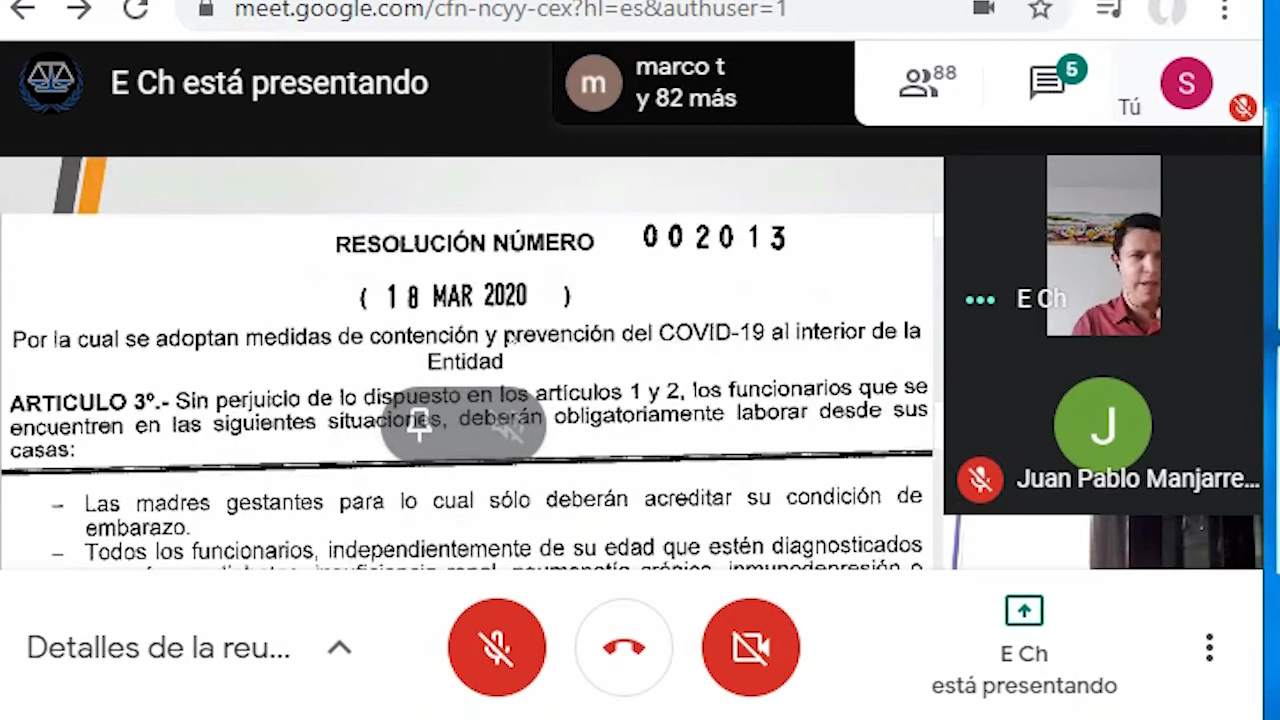 meet.google.com/cfn-ncyy-cex?hl=es&authuser=1
E Ch está presentando
m
marco t
y 82 más
88
5
Tú
S
RESOLUCIÓN NÚMERO 002013
( 18 MAR 2020 )
Por la cual se adoptan medidas de contención y prevención del COVID-19 al interior de la
Entidad
ARTICULO 3º.- Sin perjuicio de lo dispuesto en los artículos 1 y 2, los funcionarios que se
encuentren en las siguientes situaciones, deberán obligatoriamente laborar desde sus
casas:
– Las madres gestantes para lo cual sólo deberán acreditar su condición de
embarazo.
– Todos los funcionarios, independientemente de su edad que estén diagnosticados
E Ch
J
Juan Pablo Manjarre...
Detalles de la reu...
E Ch
está presentando